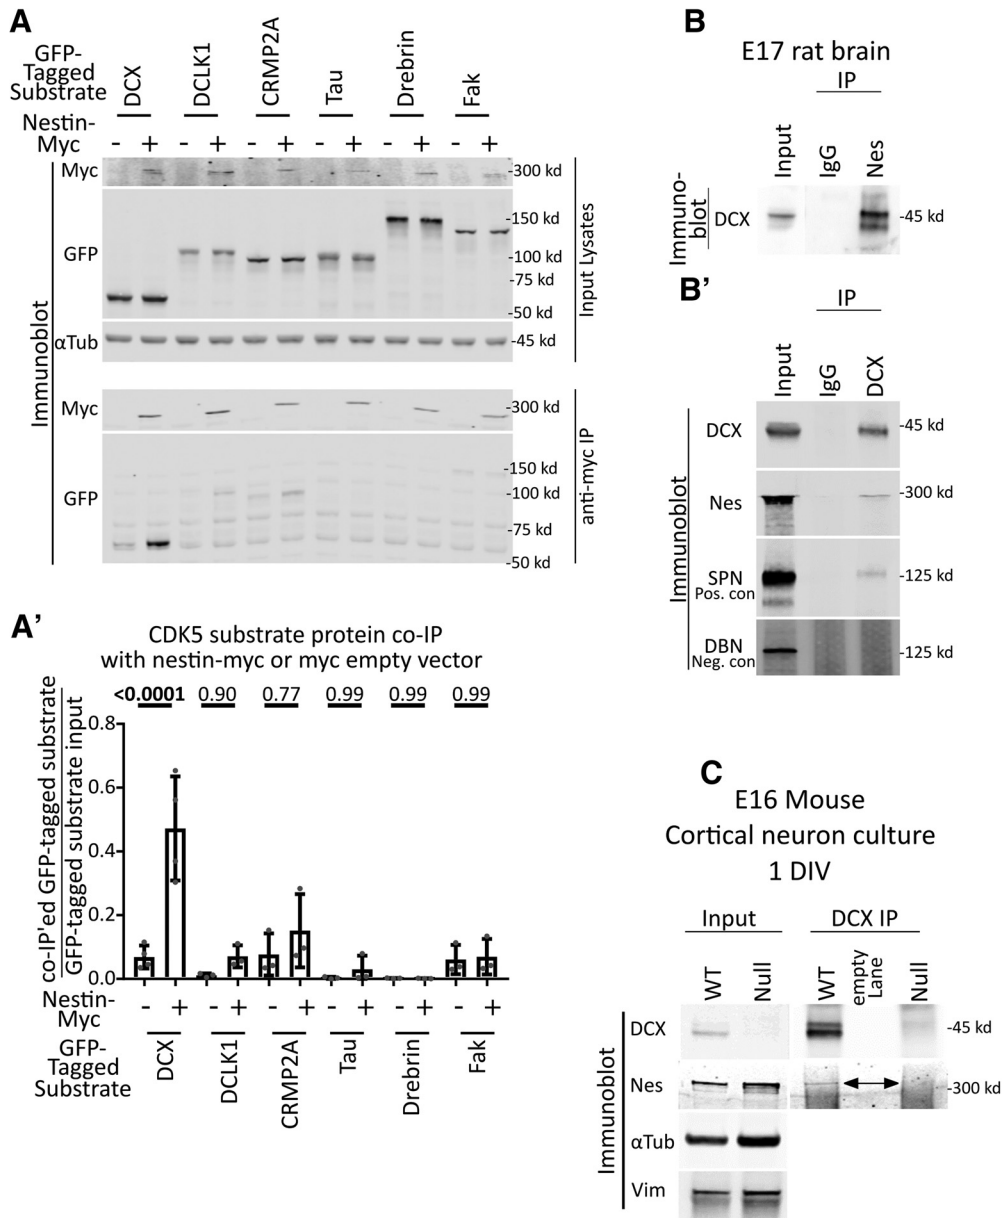 A
GFP-
Tagged
Substrate
DCX
DCLK1
CRMP2A
Tau
Drebrin
Fak
Nestin-
Myc
- + - + - + - + - + - +
Immunoblot
Myc
-300 kd
GFP
-150 kd
-100 kd
-75 kd
-50 kd
αTub
-45 kd
Input Lysates
Myc
-300 kd
GFP
-150 kd
-100 kd
-75 kd
-50 kd
anti-myc IP
A'
CDK5 substrate protein co-IP
with nestin-myc or myc empty vector
<0.0001 0.90 0.77 0.99 0.99 0.99
co-IP'ed GFP-tagged substrate
GFP-tagged substrate input
0.8
0.6
0.4
0.2
0.0
Nestin-
Myc
- + - + - + - + - + - +
GFP-
Tagged
Substrate
DCX
DCLK1
CRMP2A
Tau
Drebrin
Fak
B
E17 rat brain
IP
Input
IgG
Nes
Immuno-
blot
DCX
-45 kd
B'
IP
Input
IgG
DCX
Immunoblot
DCX
-45 kd
Nes
-300 kd
SPN
Pos. con
-125 kd
DBN
Neg. con
-125 kd
C
E16 Mouse
Cortical neuron culture
1 DIV
Input
DCX IP
WT
Null
WT
empty
Lane
Null
Immunoblot
DCX
-45 kd
Nes
-300 kd
αTub
Vim